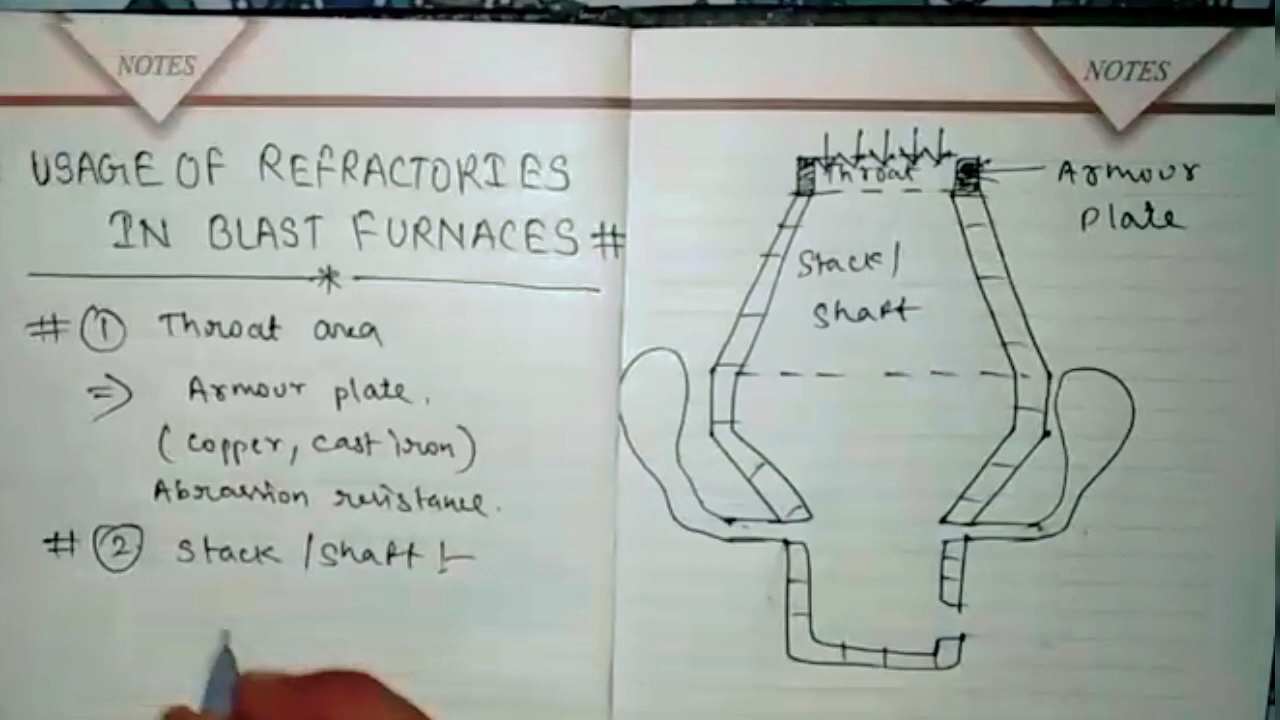 NOTES
USAGE OF REFRACTORIES
IN BLAST FURNACES #
# ① Throat area
⇒ Armour plate.
(copper, cast iron)
Abrassion resistance.
# ② Stack / Shaft :-
NOTES
Throat
Armour
plate
Stack /
Shaft